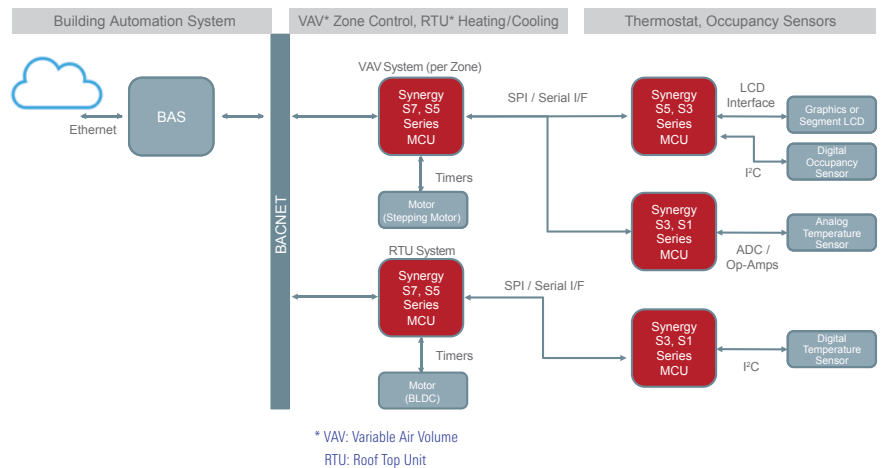 Building Automation System
VAV* Zone Control, RTU* Heating/Cooling
Thermostat, Occupancy Sensors
Ethernet
BAS
BACNET
VAV System (per Zone)
Synergy
S7, S5
Series
MCU
Timers
Motor
(Stepping Motor)
RTU System
Synergy
S7, S5
Series
MCU
Timers
Motor
(BLDC)
SPI / Serial I/F
SPI / Serial I/F
Synergy
S5, S3
Series
MCU
LCD
Interface
Graphics or
Segment LCD
I²C
Digital
Occupancy
Sensor
Synergy
S3, S1
Series
MCU
ADC /
Op-Amps
Analog
Temperature
Sensor
Synergy
S3, S1
Series
MCU
I²C
Digital
Temperature
Sensor
* VAV: Variable Air Volume
RTU: Roof Top Unit